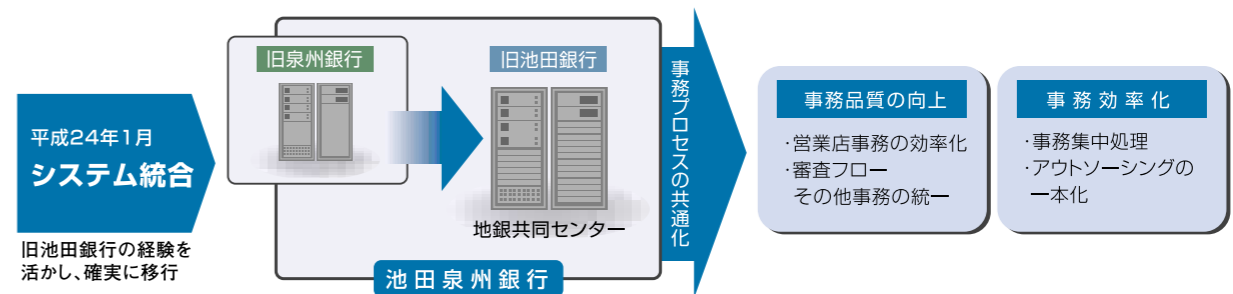 平成24年1月
システム統合
旧池田銀行の経験を
活かし、確実に移行
旧泉州銀行
旧池田銀行
地銀共同センター
池田泉州銀行
事務プロセスの共通化
事務品質の向上
・営業店事務の効率化
・審査フロー
その他事務の統一
事務効率化
・事務集中処理
・アウトソーシングの
一本化